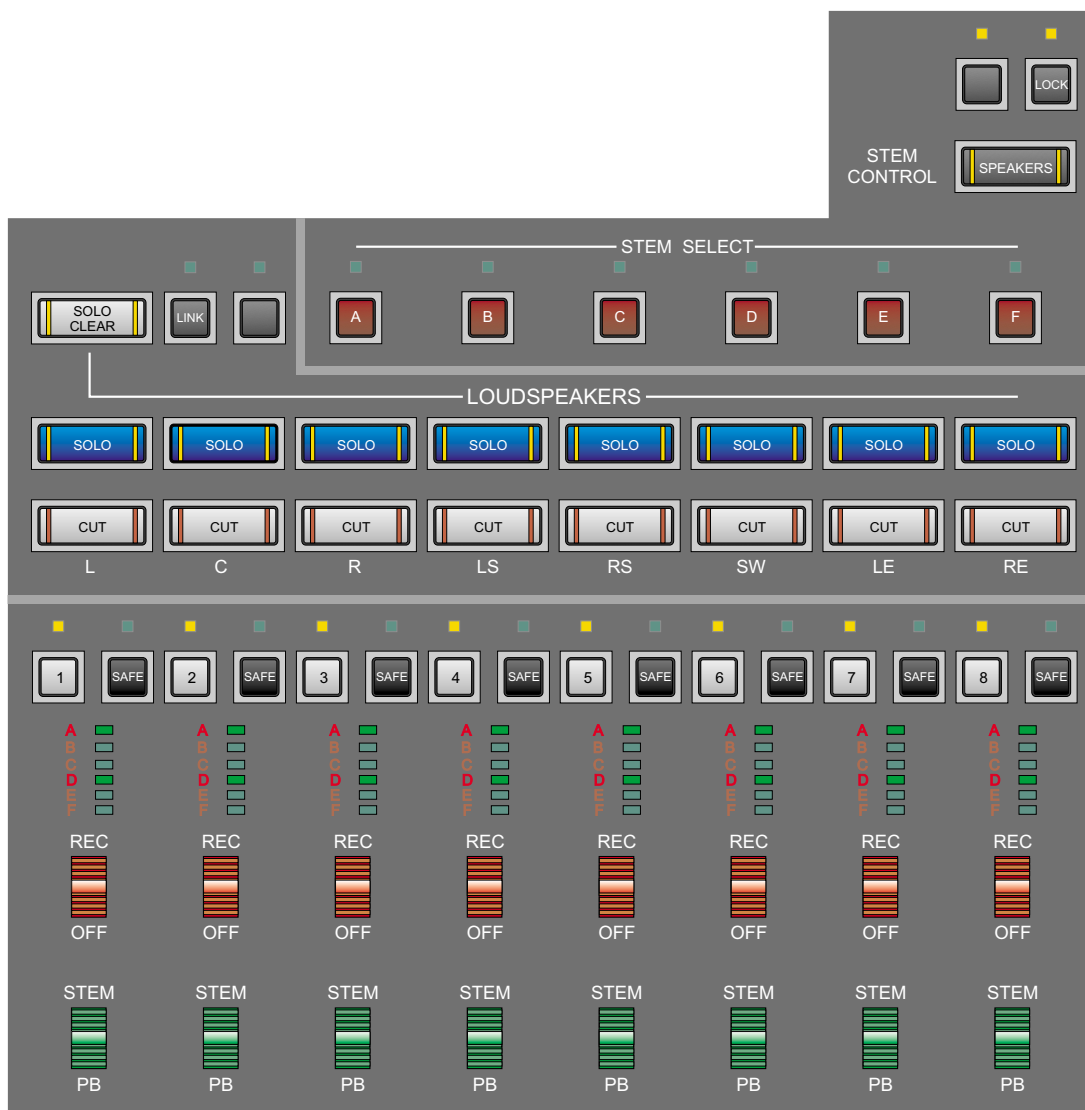 LOCK
STEM
CONTROL
SPEAKERS
STEM SELECT
SOLO
CLEAR
LINK
A B C D E F
LOUDSPEAKERS
SOLO SOLO SOLO SOLO SOLO SOLO SOLO SOLO
CUT CUT CUT CUT CUT CUT CUT CUT
L C R LS RS SW LE RE
1 SAFE 2 SAFE 3 SAFE 4 SAFE 5 SAFE 6 SAFE 7 SAFE 8 SAFE
A A A A A A A A
B B B B B B B B
C C C C C C C C
D D D D D D D D
E E E E E E E E
F F F F F F F F
REC REC REC REC REC REC REC REC
OFF OFF OFF OFF OFF OFF OFF OFF
STEM STEM STEM STEM STEM STEM STEM STEM
PB PB PB PB PB PB PB PB